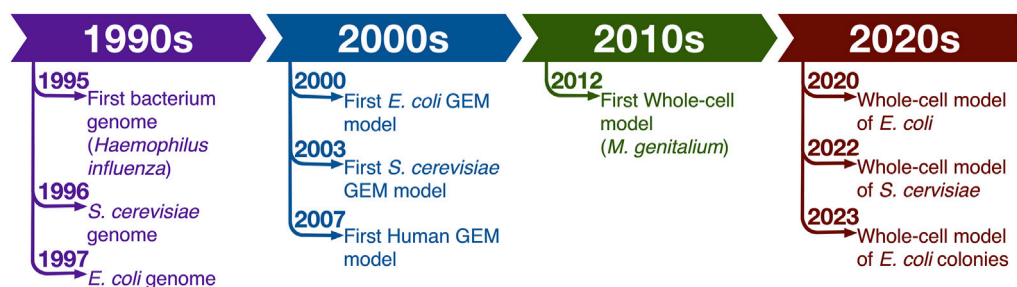 1990s
1995
First bacterium
genome
(Haemophilus
influenza)
1996
S. cerevisiae
genome
1997
E. coli genome
2000s
2000
First E. coli GEM
model
2003
First S. cerevisiae
GEM model
2007
First Human GEM
model
2010s
2012
First Whole-cell
model
(M. genitalium)
2020s
2020
Whole-cell model
of E. coli
2022
Whole-cell model
of S. cervisiae
2023
Whole-cell model
of E. coli colonies